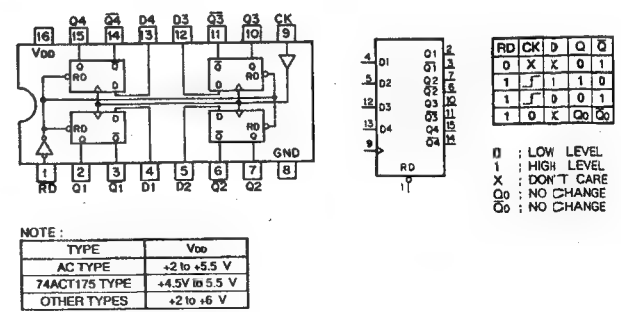 Q4 Q̅4 D4 D3 Q̅3 Q3 CK
16 15 14 13 12 11 10 9
VDD
Q Q̅ Q̅ Q
RD D D RD
RD D D RD
Q Q̅ Q̅ Q
GND
1 2 3 4 5 6 7 8
R̅D̅ Q1 Q̅1 D1 D2 Q̅2 Q2
4 D1 Q1 2
Q̅1 3
5 D2 Q2 7
Q̅2 6
12 D3 Q3 10
Q̅3 11
13 D4 Q4 15
Q̅4 14
9
RD
1
RD CK D Q Q̅
0 X X 0 1
1 1 1 0
1 0 0 1
1 0 X Q0 Q̅0
0 ; LOW LEVEL
1 ; HIGH LEVEL
X ; DON'T CARE
Q0 ; NO CHANGE
Q̅0 ; NO CHANGE
NOTE :
TYPE VDD
AC TYPE +2 to +5.5 V
74ACT175 TYPE +4.5V to 5.5 V
OTHER TYPES +2 to +6 V